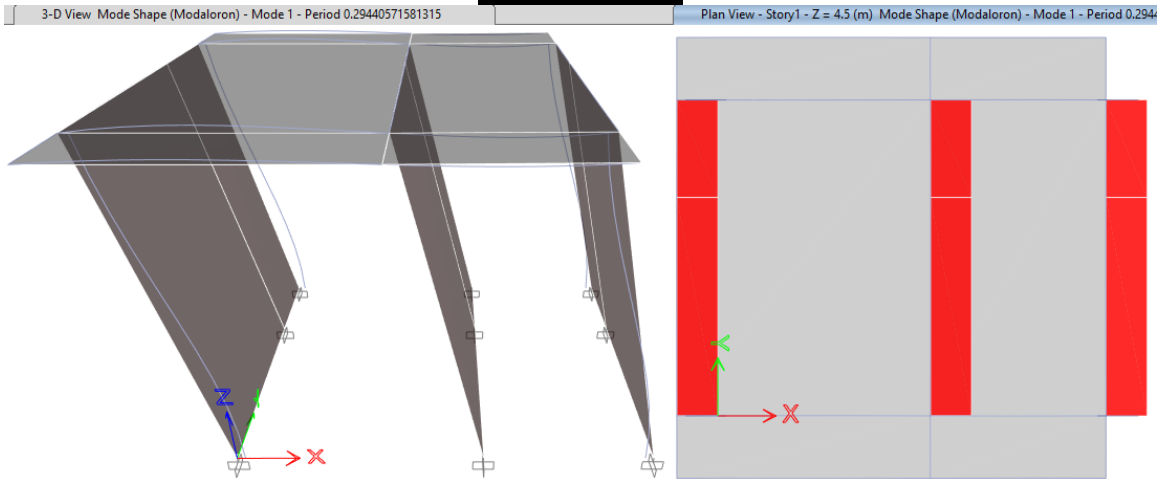 3-D View Mode Shape (Modaloron) - Mode 1 - Period 0.29440571581315
Plan View - Story1 - Z = 4.5 (m) Mode Shape (Modaloron) - Mode 1 - Period 0.2944
Z
X
Y
X